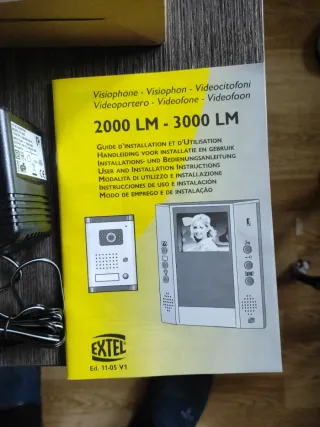 Visiophone - Visiophon - Videocitofoni
Videoportero - Videofone - Videofoon
2000 LM - 3000 LM
GUIDE D'INSTALLATION ET D'UTILISATION
HANDLEIDING VOOR INSTALLATIE EN GEBRUIK
INSTALLATIONS- UND BEDIENUNGSANLEITUNG
USER AND INSTALLATION INSTRUCTIONS
MODALITA DI UTILIZZO E INSTALLAZIONE
INSTRUCCIONES DE USO E INSTALACIÓN
MODO DE EMPREGO E DE INSTALAÇÃO
EXTEL
Ed. 11-05 V1